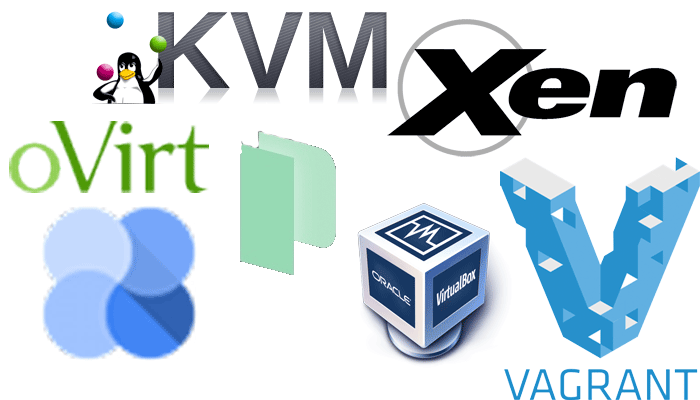 KVM
Xen
oVirt
ORACLE
VirtualBox
VAGRANT